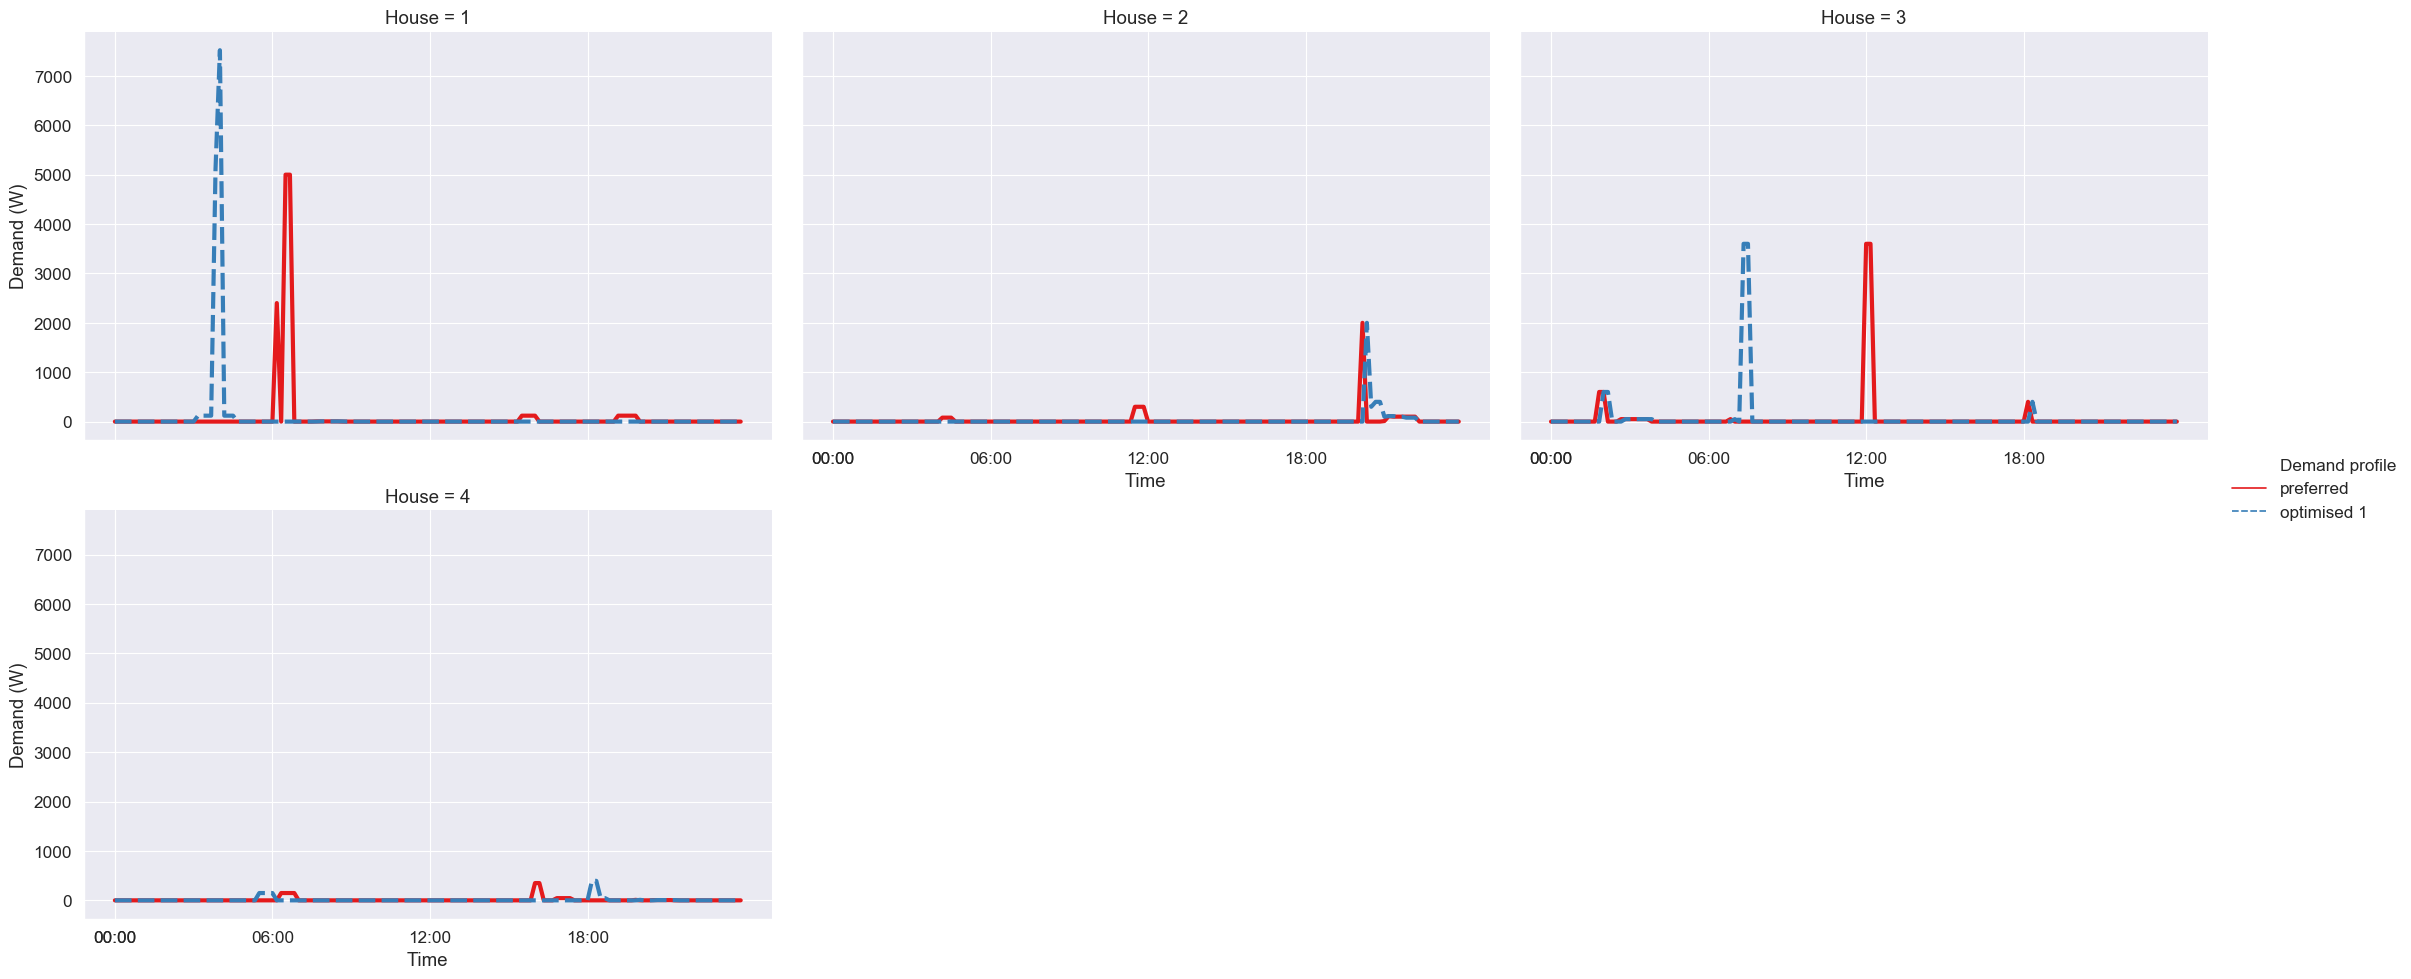 House = 1
House = 2
House = 3
7000
6000
5000
4000
3000
2000
1000
0
Demand (W)
00:00
06:00
12:00
18:00
Time
00:00
06:00
12:00
18:00
Time
Demand profile
preferred
optimised 1
House = 4
7000
6000
5000
4000
3000
2000
1000
0
Demand (W)
00:00
06:00
12:00
18:00
Time